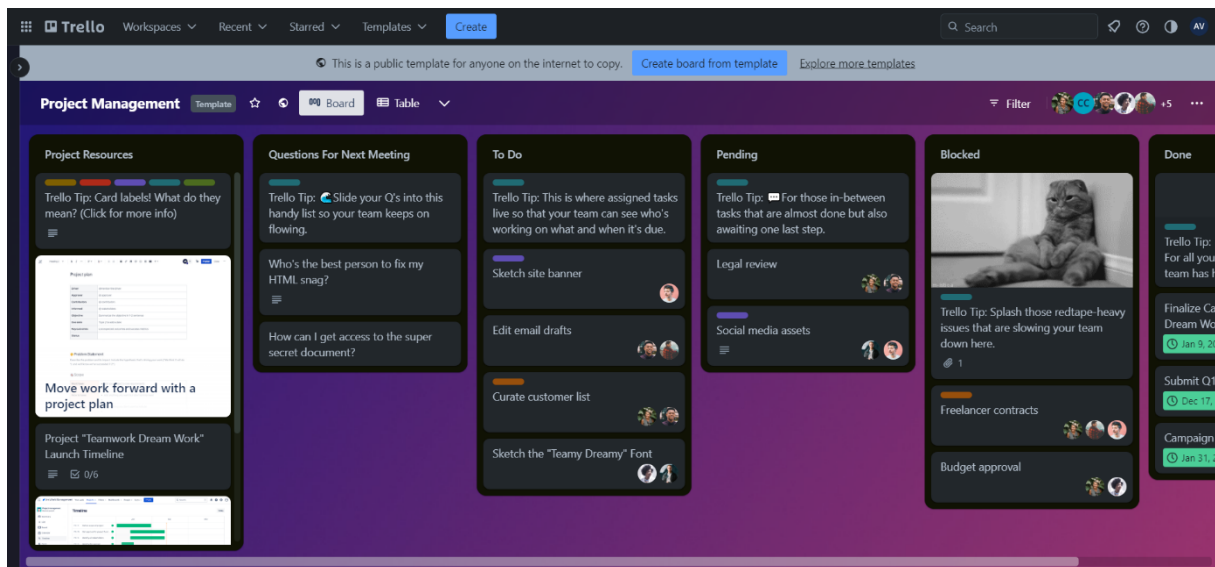 Trello
Workspaces
Recent
Starred
Templates
Create
Search
AV
This is a public template for anyone on the internet to copy.
Create board from template
Explore more templates
Project Management
Template
Board
Table
Filter
CC
+5
Project Resources
Trello Tip: Card labels! What do they
mean? (Click for more info)
Project plan
Move work forward with a
project plan
Project "Teamwork Dream Work"
Launch Timeline
0/6
Timeline
Questions For Next Meeting
Trello Tip: 🌊 Slide your Q's into this
handy list so your team keeps on
flowing.
Who's the best person to fix my
HTML snag?
How can I get access to the super
secret document?
To Do
Trello Tip: This is where assigned tasks
live so that your team can see who's
working on what and when it's due.
Sketch site banner
Edit email drafts
Curate customer list
Sketch the "Teamy Dreamy" Font
Pending
Trello Tip: 💬 For those in-between
tasks that are almost done but also
awaiting one last step.
Legal review
Social media assets
Blocked
Trello Tip: Splash those redtape-heavy
issues that are slowing your team
down here.
1
Freelancer contracts
Budget approval
Done
Trello Tip:
For all you
team has
Finalize Ca
Dream Wo
Jan 9, 20
Submit Q1
Dec 17,
Campaign
Jan 31, 2